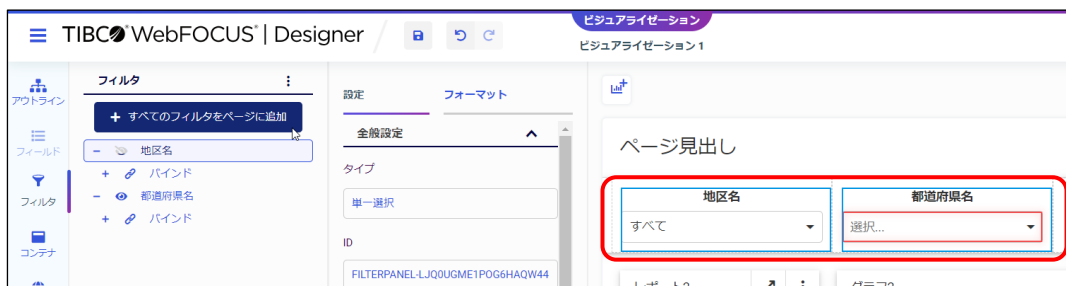 TIBCO WebFOCUS | Designer
ビジュアライゼーション
ビジュアライゼーション 1
アウトライン
フィールド
フィルタ
コンテナ
フィルタ
+ すべてのフィルタをページに追加
地区名
バインド
都道府県名
バインド
設定
フォーマット
全般設定
タイプ
単一選択
ID
FILTERPANEL-LJQ0UGME1POG6HAQW44
ページ見出し
地区名
都道府県名
すべて
選択...